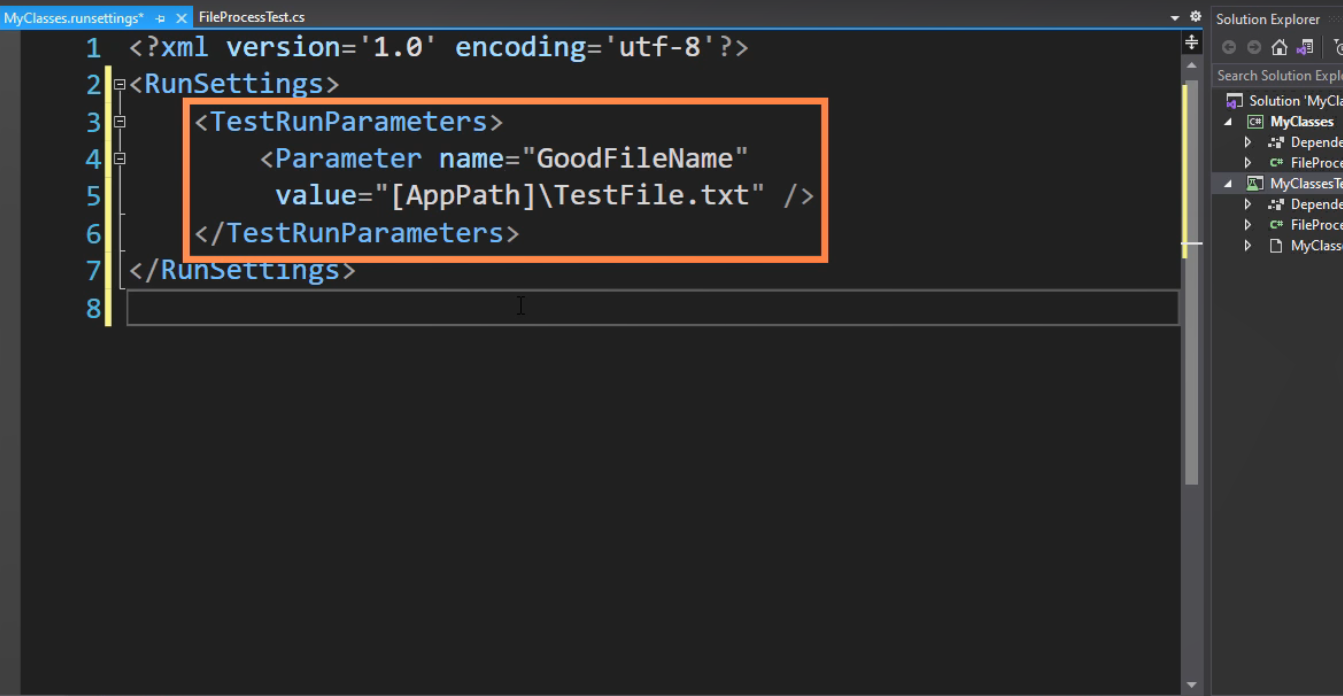 MyClasses.runsettings*
FileProcessTest.cs
1 <?xml version='1.0' encoding='utf-8'?>
2 <RunSettings>
3 <TestRunParameters>
4 <Parameter name="GoodFileName"
5 value="[AppPath]\TestFile.txt" />
6 </TestRunParameters>
7 </RunSettings>
8
Solution Explorer
Search Solution Expl
Solution 'MyCla
C# MyClasses
Depende
C# FileProce
MyClassesTe
Depende
C# FileProce
MyClass